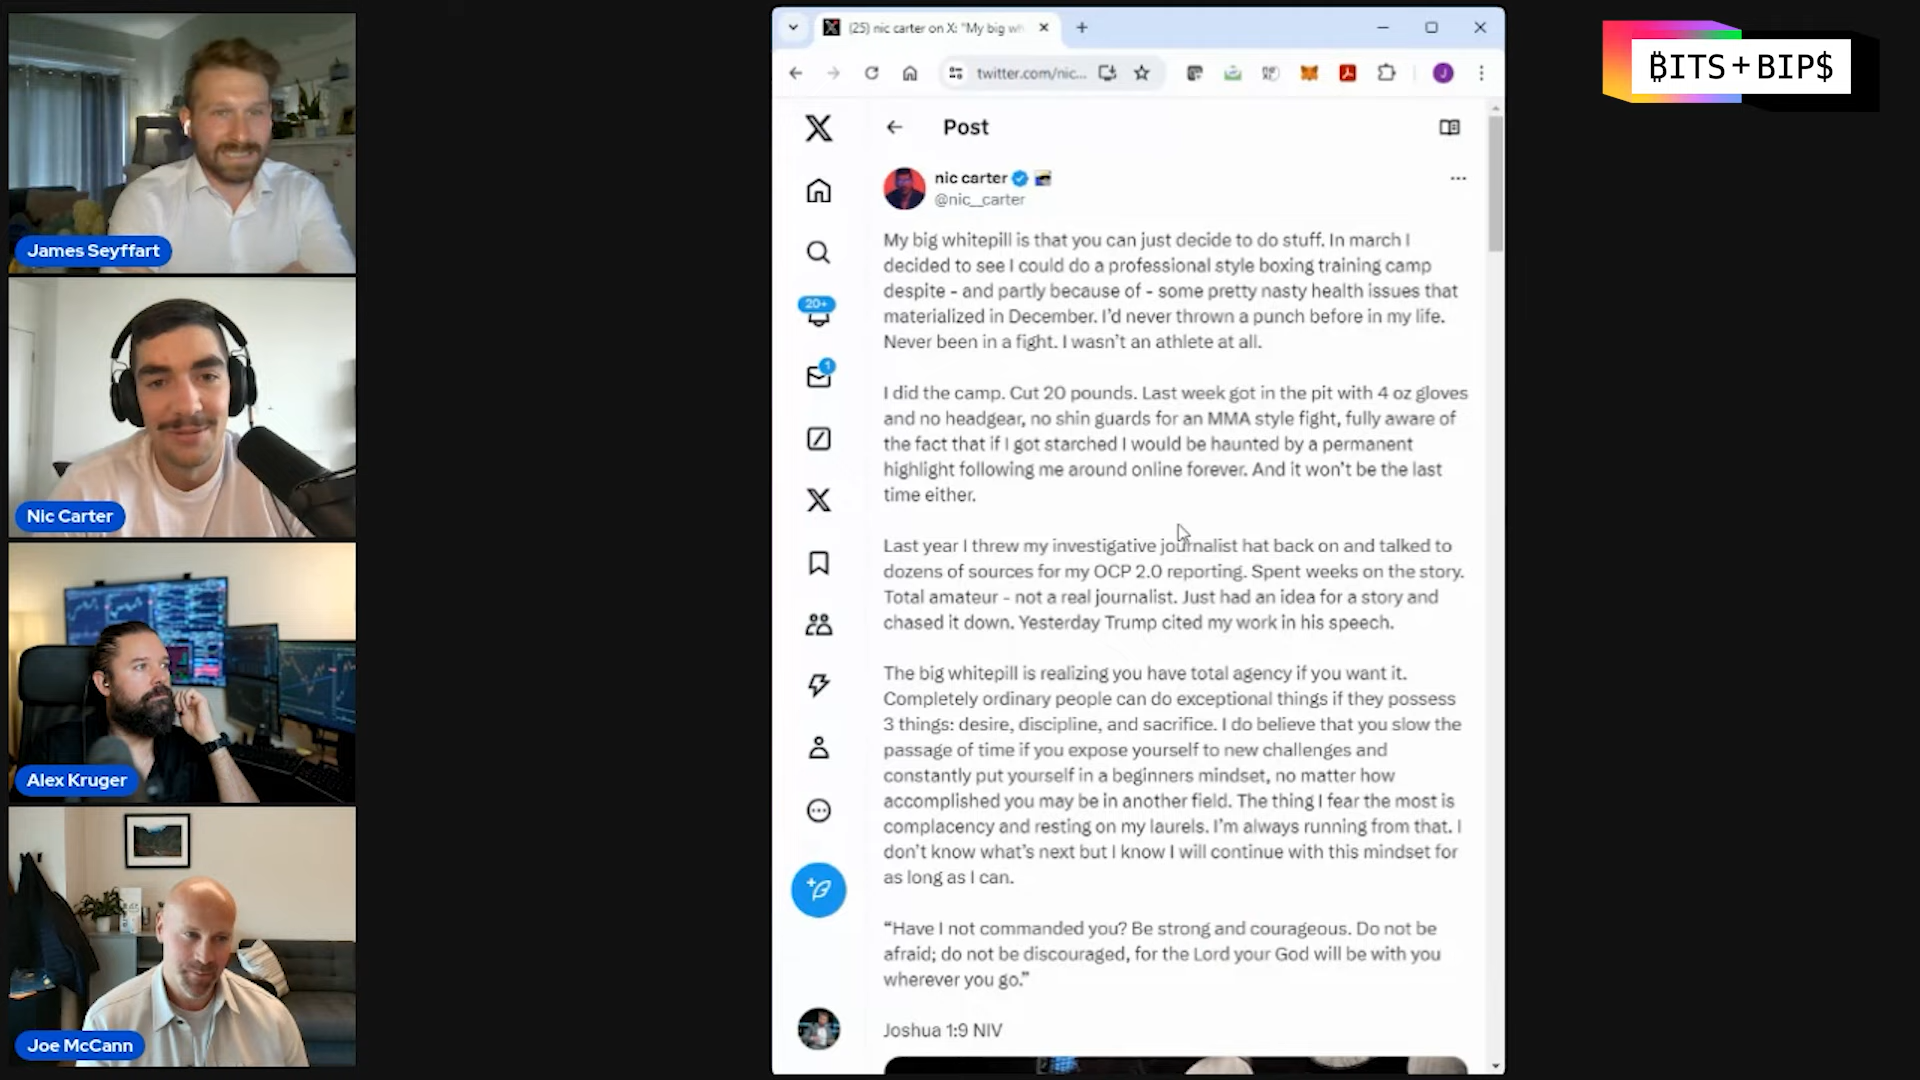 James Seyffart
Nic Carter
Alex Kruger
Joe McCann
(25) nic carter on X: "My big wh
twitter.com/nic...
J
₿ITS+BIP$
Post
20+
1
nic carter
@nic__carter
My big whitepill is that you can just decide to do stuff. In march I
decided to see I could do a professional style boxing training camp
despite - and partly because of - some pretty nasty health issues that
materialized in December. I'd never thrown a punch before in my life.
Never been in a fight. I wasn't an athlete at all.
I did the camp. Cut 20 pounds. Last week got in the pit with 4 oz gloves
and no headgear, no shin guards for an MMA style fight, fully aware of
the fact that if I got starched I would be haunted by a permanent
highlight following me around online forever. And it won't be the last
time either.
Last year I threw my investigative journalist hat back on and talked to
dozens of sources for my OCP 2.0 reporting. Spent weeks on the story.
Total amateur - not a real journalist. Just had an idea for a story and
chased it down. Yesterday Trump cited my work in his speech.
The big whitepill is realizing you have total agency if you want it.
Completely ordinary people can do exceptional things if they possess
3 things: desire, discipline, and sacrifice. I do believe that you slow the
passage of time if you expose yourself to new challenges and
constantly put yourself in a beginners mindset, no matter how
accomplished you may be in another field. The thing I fear the most is
complacency and resting on my laurels. I'm always running from that. I
don't know what's next but I know I will continue with this mindset for
as long as I can.
“Have I not commanded you? Be strong and courageous. Do not be
afraid; do not be discouraged, for the Lord your God will be with you
wherever you go.”
Joshua 1:9 NIV